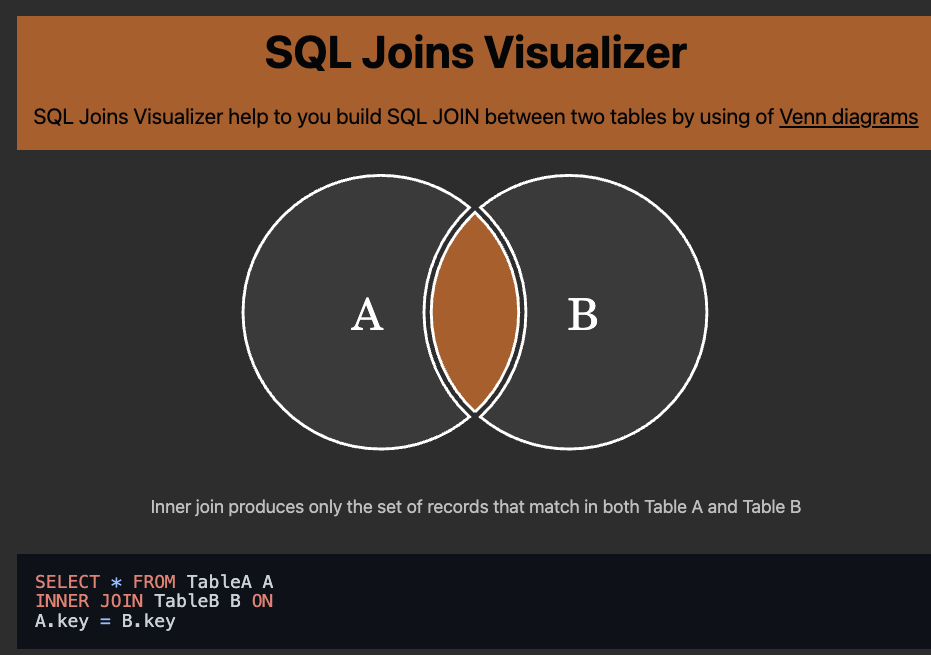 SQL Joins Visualizer
SQL Joins Visualizer help to you build SQL JOIN between two tables by using of Venn diagrams
A B
Inner join produces only the set of records that match in both Table A and Table B
SELECT * FROM TableA A
INNER JOIN TableB B ON
A.key = B.key